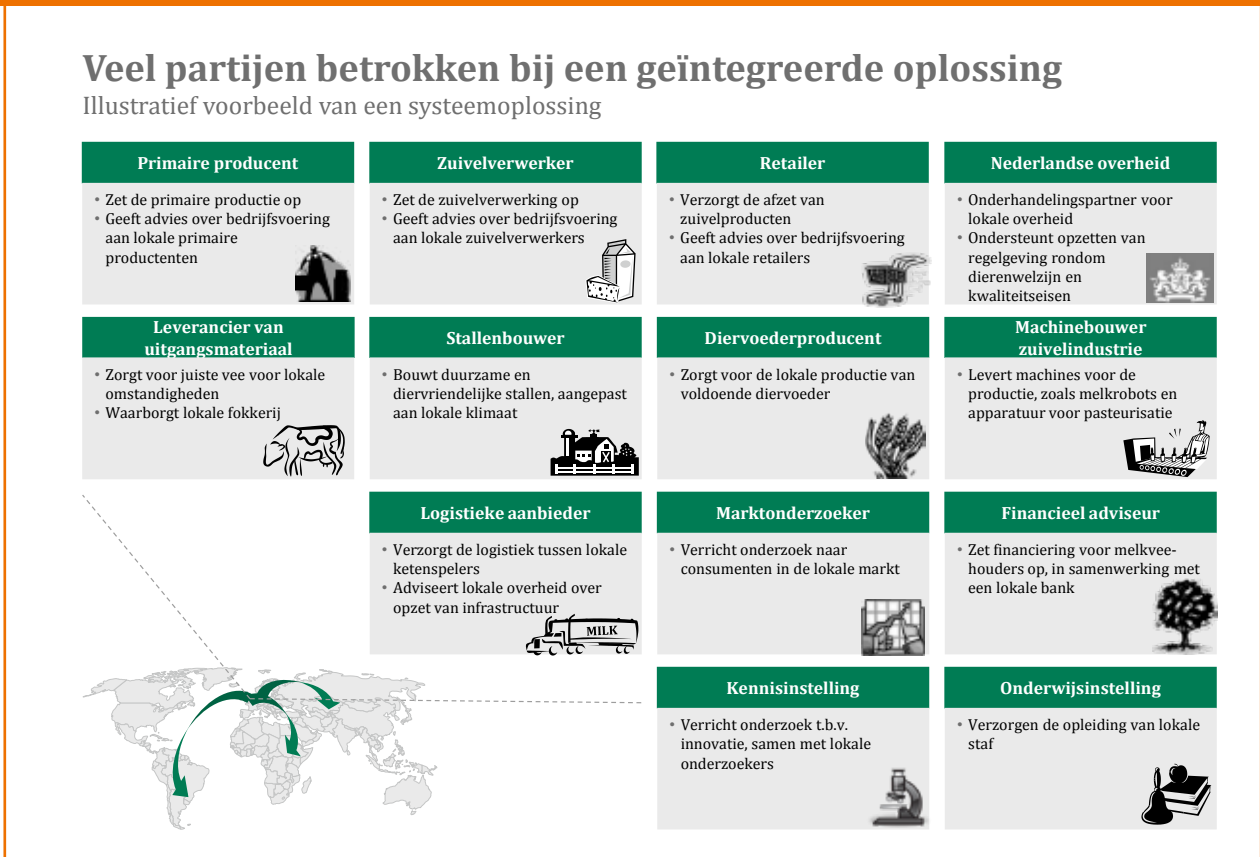 Veel partijen betrokken bij een geïntegreerde oplossing
Illustratief voorbeeld van een systeemoplossing
Primaire producent
• Zet de primaire productie op
• Geeft advies over bedrijfsvoering
aan lokale primaire
productenten
Zuivelverwerker
• Zet de zuivelverwerking op
• Geeft advies over bedrijfsvoering
aan lokale zuivelverwerkers
Retailer
• Verzorgt de afzet van
zuivelproducten
• Geeft advies over bedrijfsvoering
aan lokale retailers
Nederlandse overheid
• Onderhandelingspartner voor
lokale overheid
• Ondersteunt opzetten van
regelgeving rondom
dierenwelzijn en
kwaliteitseisen
Leverancier van
uitgangsmateriaal
• Zorgt voor juiste vee voor lokale
omstandigheden
• Waarborgt lokale fokkerij
Stallenbouwer
• Bouwt duurzame en
diervriendelijke stallen, aangepast
aan lokale klimaat
Diervoederproducent
• Zorgt voor de lokale productie van
voldoende diervoeder
Machinebouwer
zuivelindustrie
• Levert machines voor de
productie, zoals melkrobots en
apparatuur voor pasteurisatie
Logistieke aanbieder
• Verzorgt de logistiek tussen lokale
ketenspelers
• Adviseert lokale overheid over
opzet van infrastructuur
MILK
Marktonderzoeker
• Verricht onderzoek naar
consumenten in de lokale markt
Financieel adviseur
• Zet financiering voor melkvee-
houders op, in samenwerking met
een lokale bank
Kennisinstelling
• Verricht onderzoek t.b.v.
innovatie, samen met lokale
onderzoekers
Onderwijsinstelling
• Verzorgen de opleiding van lokale
staf